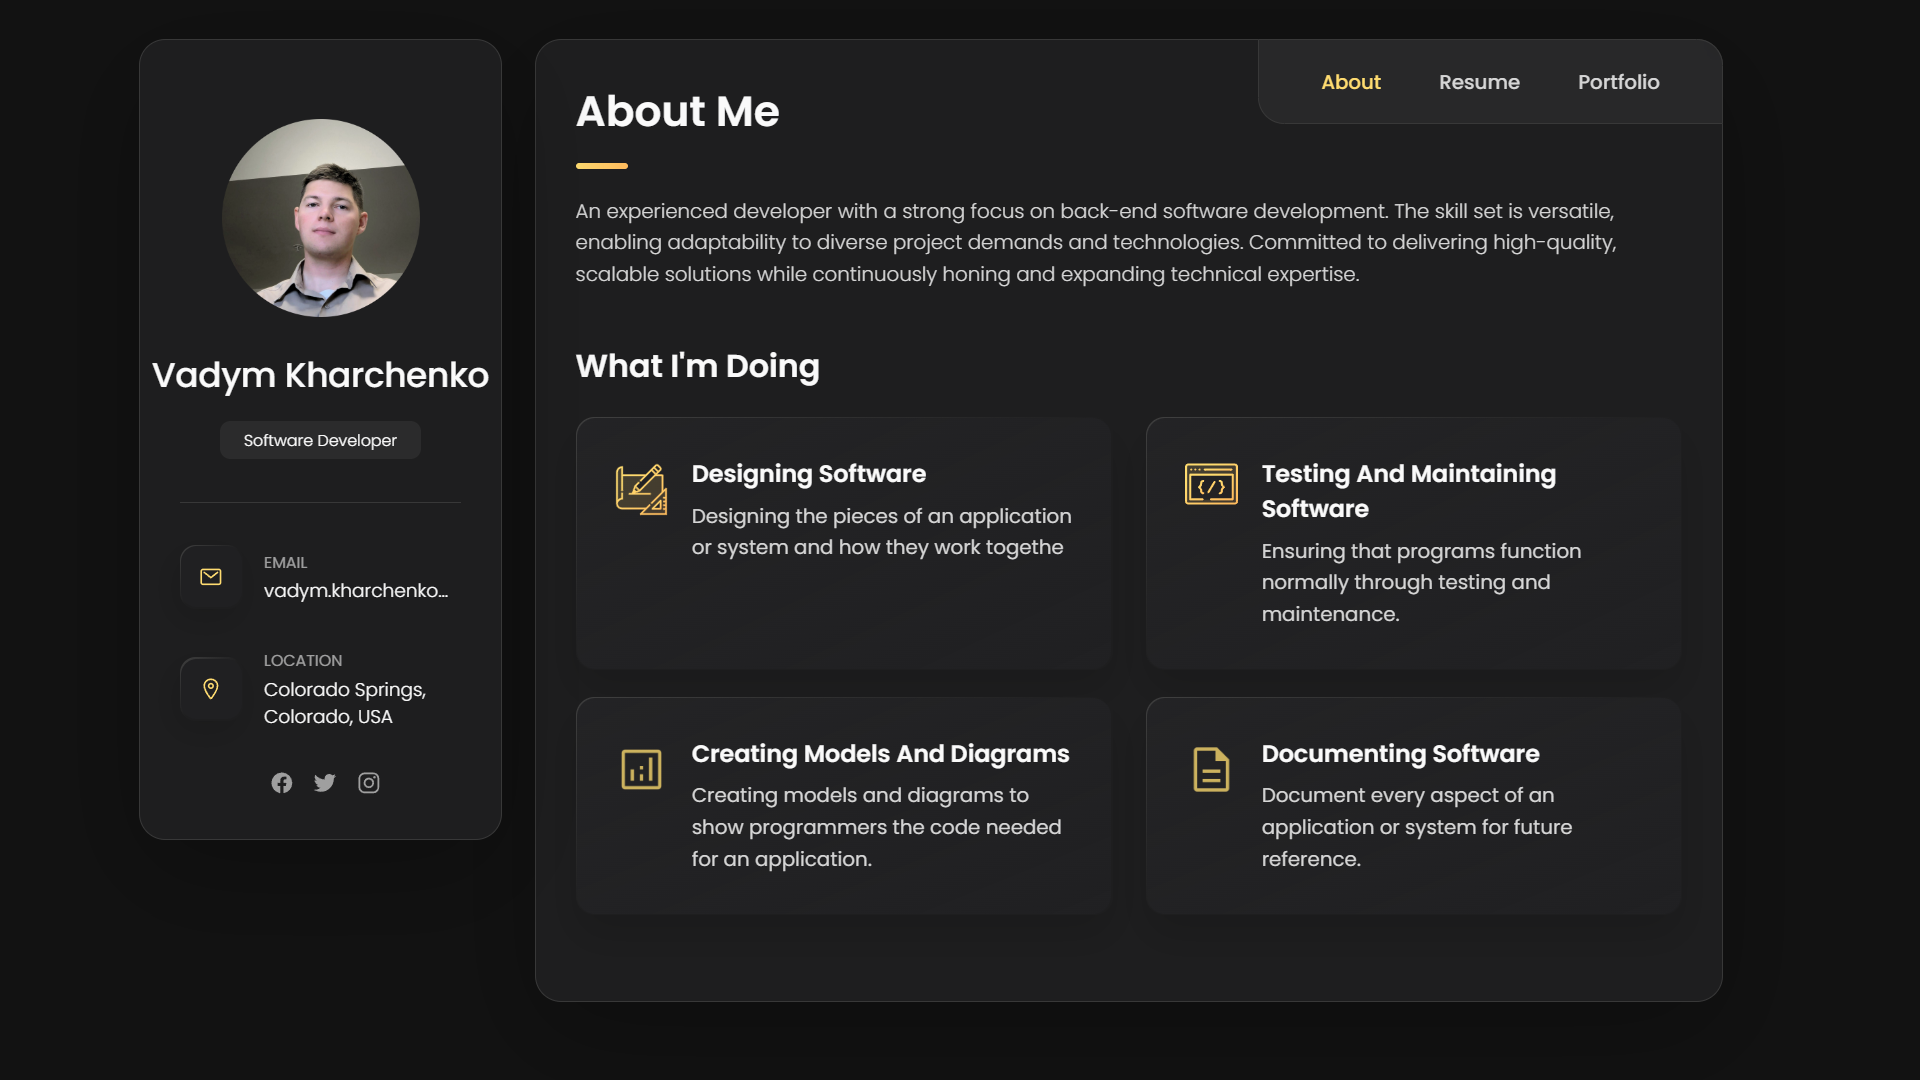 Vadym Kharchenko
Software Developer
EMAIL
vadym.kharchenko...
LOCATION
Colorado Springs,
Colorado, USA
About
Resume
Portfolio
About Me
An experienced developer with a strong focus on back-end software development. The skill set is versatile,
enabling adaptability to diverse project demands and technologies. Committed to delivering high-quality,
scalable solutions while continuously honing and expanding technical expertise.
What I'm Doing
Designing Software
Designing the pieces of an application
or system and how they work togethe
Testing And Maintaining
Software
Ensuring that programs function
normally through testing and
maintenance.
Creating Models And Diagrams
Creating models and diagrams to
show programmers the code needed
for an application.
Documenting Software
Document every aspect of an
application or system for future
reference.